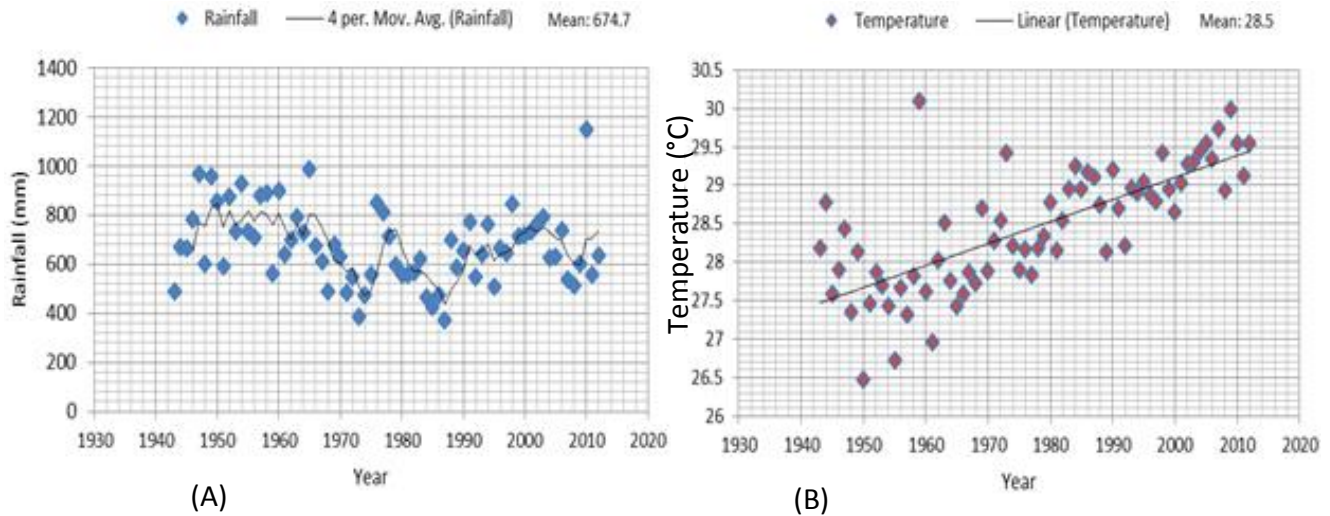 Rainfall 4 per. Mov. Avg. (Rainfall) Mean: 674.7
1400
1200
1000
800
600
400
200
0
Rainfall (mm)
1930 1940 1950 1960 1970 1980 1990 2000 2010 2020
Year
(A)
Temperature Linear (Temperature) Mean: 28.5
30.5
30
29.5
29
28.5
28
27.5
27
26.5
26
Temperature (°C)
1930 1940 1950 1960 1970 1980 1990 2000 2010 2020
Year
(B)